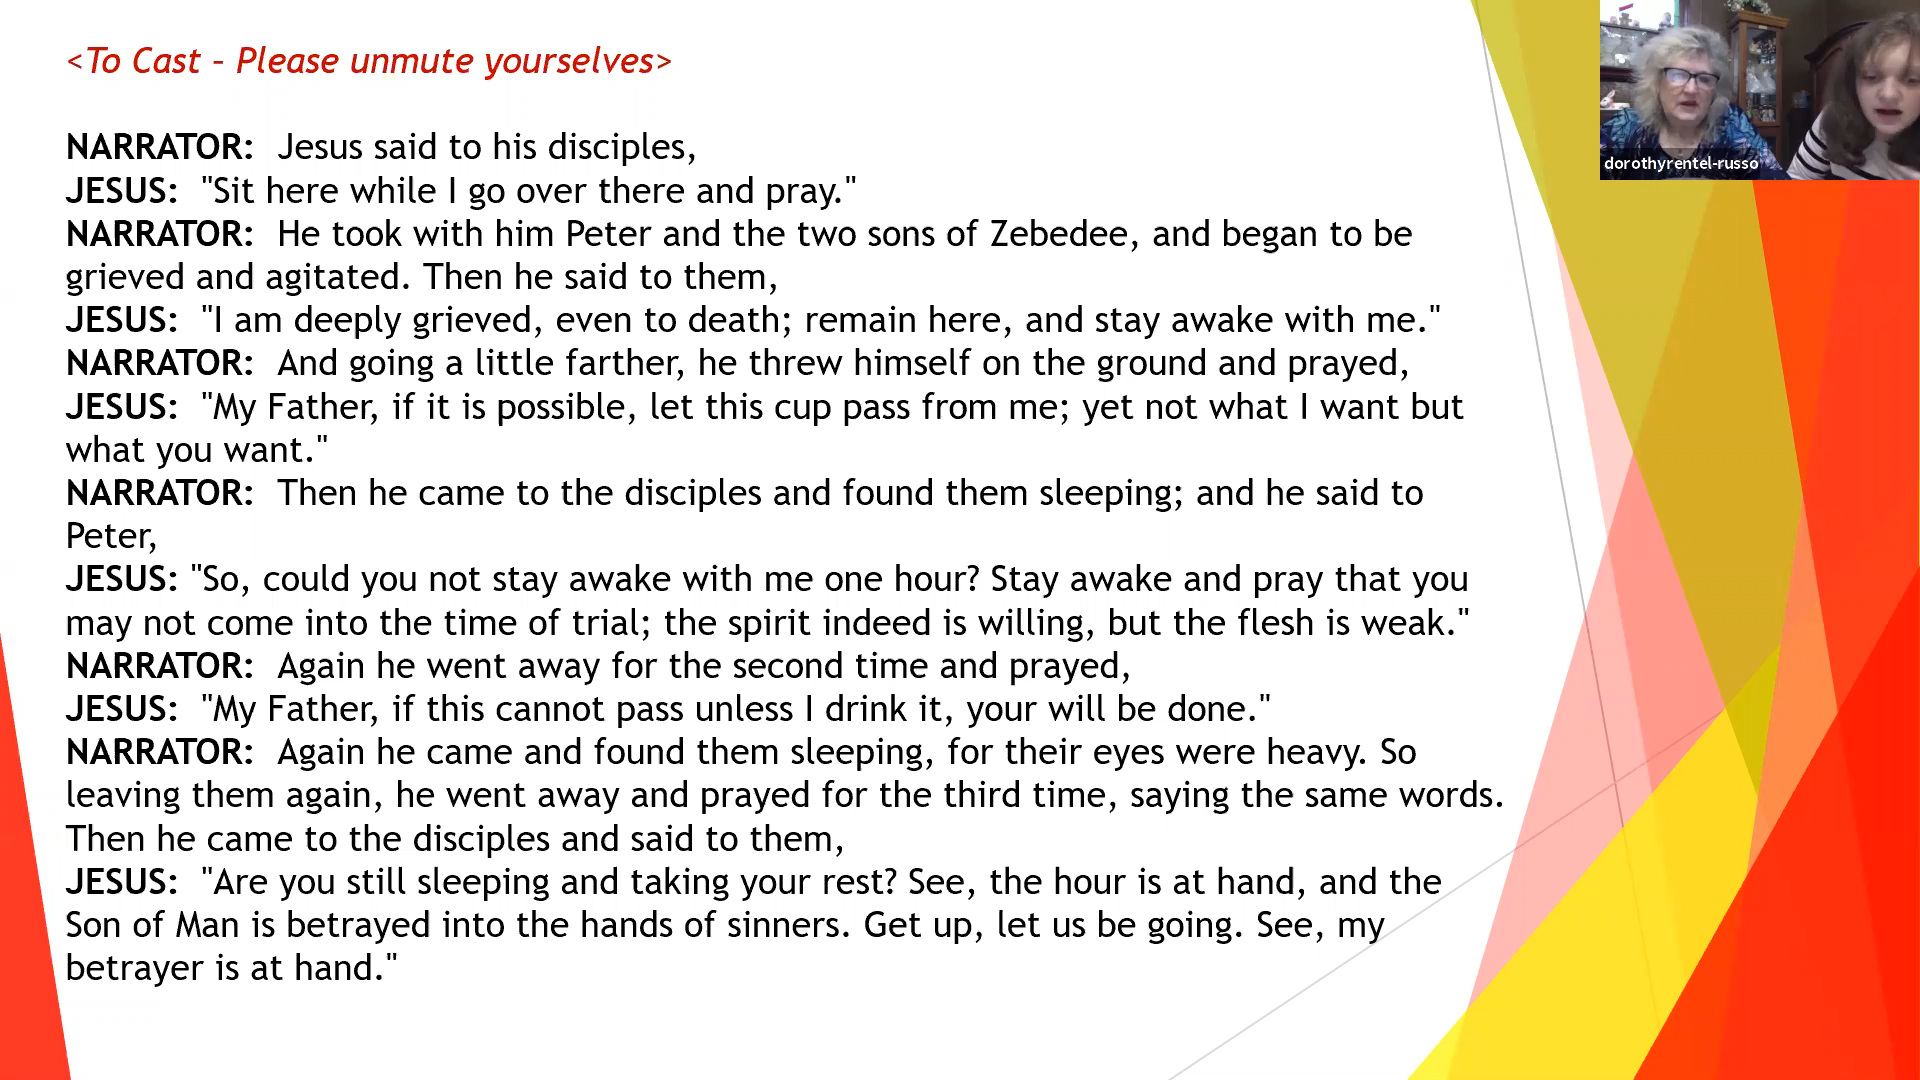 <To Cast – Please unmute yourselves>
NARRATOR:  Jesus said to his disciples,
JESUS:  "Sit here while I go over there and pray."
NARRATOR:  He took with him Peter and the two sons of Zebedee, and began to be
grieved and agitated. Then he said to them,
JESUS:  "I am deeply grieved, even to death; remain here, and stay awake with me."
NARRATOR:  And going a little farther, he threw himself on the ground and prayed,
JESUS:  "My Father, if it is possible, let this cup pass from me; yet not what I want but
what you want."
NARRATOR:  Then he came to the disciples and found them sleeping; and he said to
Peter,
JESUS: "So, could you not stay awake with me one hour? Stay awake and pray that you
may not come into the time of trial; the spirit indeed is willing, but the flesh is weak."
NARRATOR:  Again he went away for the second time and prayed,
JESUS:  "My Father, if this cannot pass unless I drink it, your will be done."
NARRATOR:  Again he came and found them sleeping, for their eyes were heavy. So
leaving them again, he went away and prayed for the third time, saying the same words.
Then he came to the disciples and said to them,
JESUS:  "Are you still sleeping and taking your rest? See, the hour is at hand, and the
Son of Man is betrayed into the hands of sinners. Get up, let us be going. See, my
betrayer is at hand."
dorothyrentel-russo